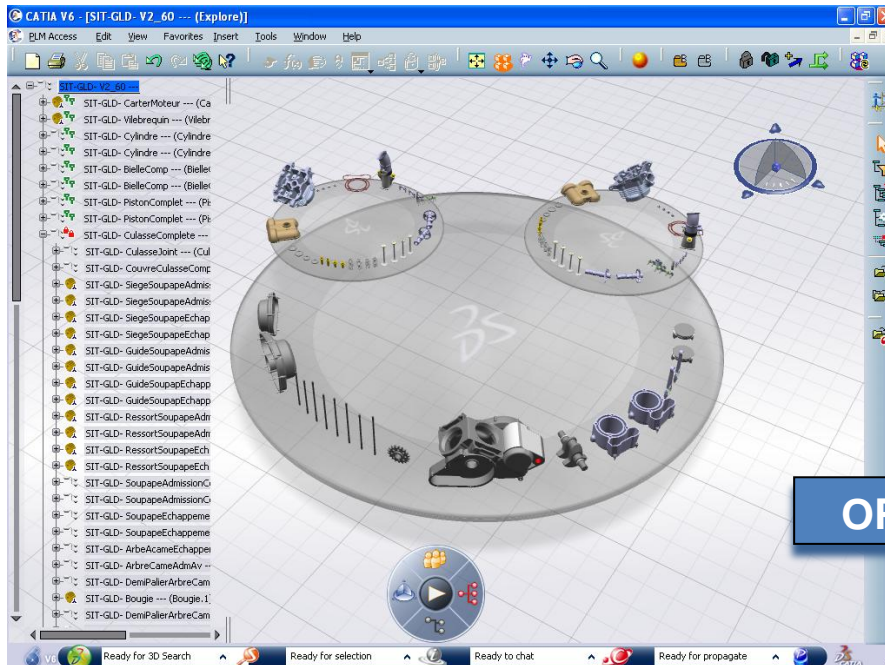 CATIA V6 - [SIT-GLD- V2_60 --- (Explore)]
PLM Access Edit View Favorites Insert Tools Window Help
SIT-GLD- V2_60 ---
SIT-GLD- CarterMoteur --- (Ca
SIT-GLD- Vilebrequin --- (Vilebr
SIT-GLD- Cylindre --- (Cylindre
SIT-GLD- Cylindre --- (Cylindre
SIT-GLD- BielleComp --- (Bielle
SIT-GLD- BielleComp --- (Bielle
SIT-GLD- PistonComplet --- (Pis
SIT-GLD- PistonComplet --- (Pis
SIT-GLD- CulasseComplete ---
SIT-GLD- CulasseJoint --- (Cul
SIT-GLD- CouvreCulasseComp
SIT-GLD- SiegeSoupapeAdmis
SIT-GLD- SiegeSoupapeAdmis
SIT-GLD- SiegeSoupapeEchap
SIT-GLD- SiegeSoupapeEchap
SIT-GLD- GuideSoupapeAdmis
SIT-GLD- GuideSoupapeAdmis
SIT-GLD- GuideSoupapEchapp
SIT-GLD- GuideSoupapEchapp
SIT-GLD- RessortSoupapeAdr
SIT-GLD- RessortSoupapeAdr
SIT-GLD- RessortSoupapeEch
SIT-GLD- RessortSoupapeEch
SIT-GLD- SoupapeAdmissionC
SIT-GLD- SoupapeAdmissionC
SIT-GLD- SoupapeEchappeme
SIT-GLD- SoupapeEchappeme
SIT-GLD- ArbeAcameEchapper
SIT-GLD- ArbreCameAdmAv --
SIT-GLD- DemiPalierArbreCam
SIT-GLD- Bougie --- (Bougie.1
SIT-GLD- DemiPalierArbreCam
V6 Ready for 3D Search Ready for selection Ready to chat Ready for propagate